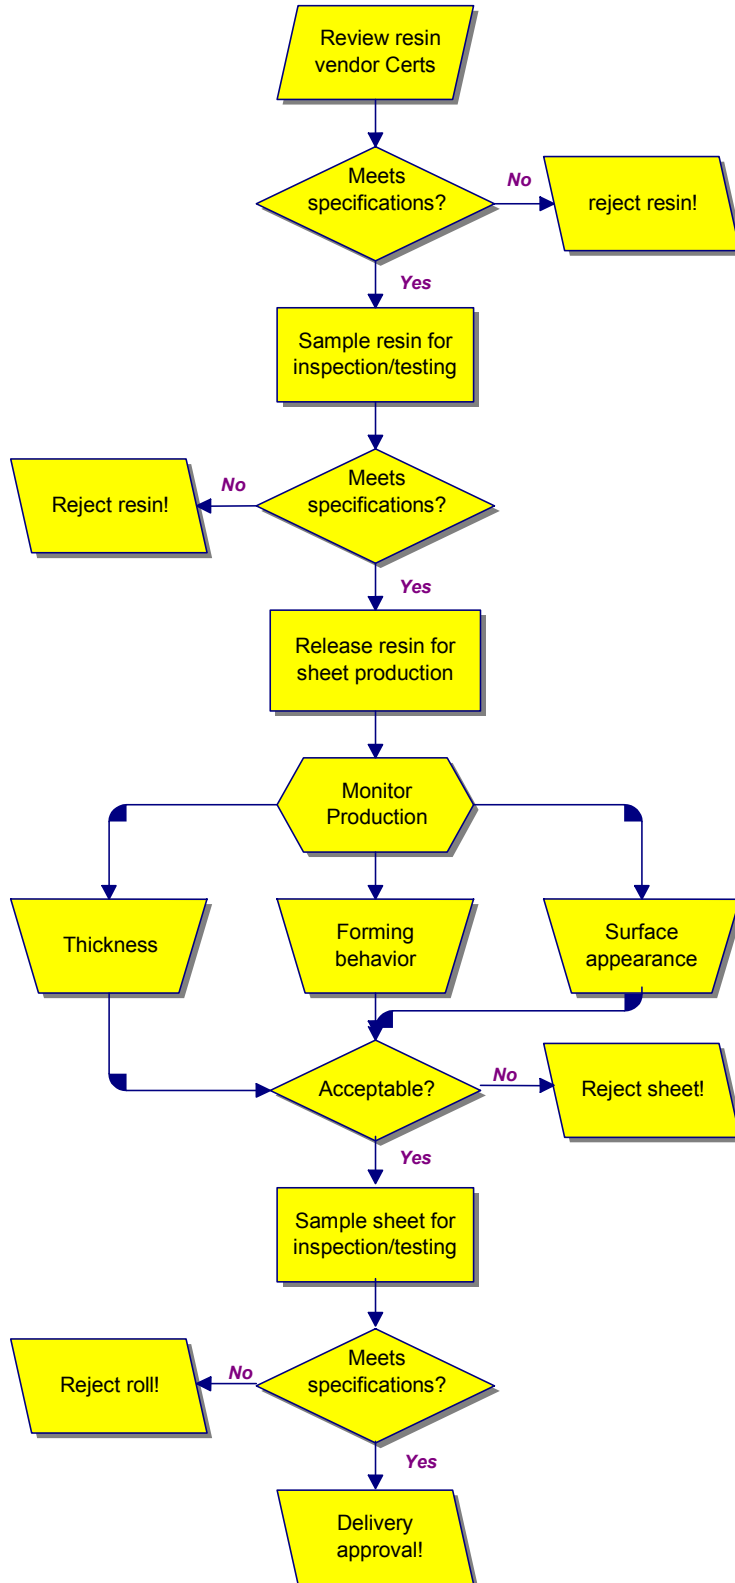 Review resin
vendor Certs
Meets
specifications?
No
reject resin!
Yes
Sample resin for
inspection/testing
Meets
specifications?
No
Reject resin!
Yes
Release resin for
sheet production
Monitor
Production
Thickness
Forming
behavior
Surface
appearance
Acceptable?
No
Reject sheet!
Yes
Sample sheet for
inspection/testing
Meets
specifications?
No
Reject roll!
Yes
Delivery
approval!